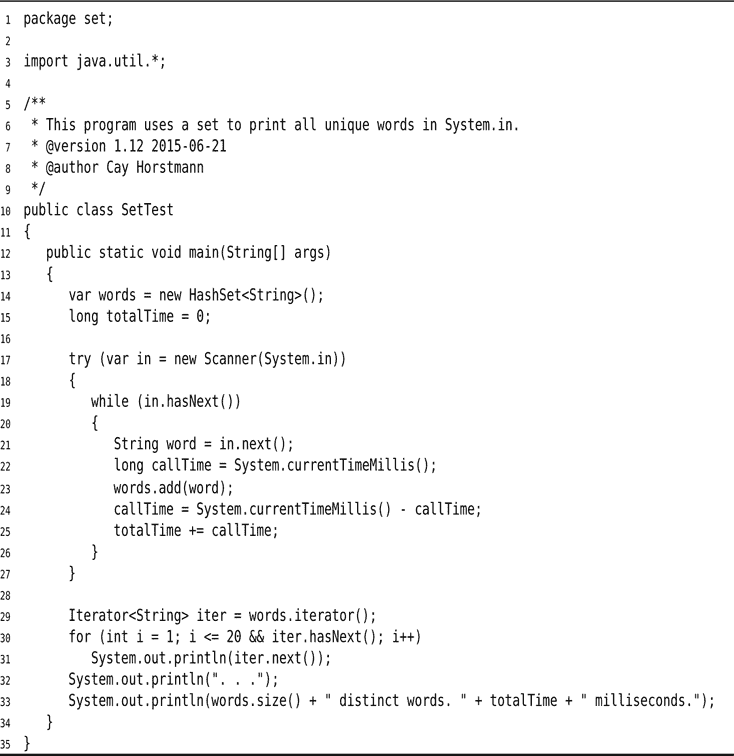 1 package set;
2
3 import java.util.*;
4
5 /**
6  * This program uses a set to print all unique words in System.in.
7  * @version 1.12 2015-06-21
8  * @author Cay Horstmann
9  */
10 public class SetTest
11 {
12    public static void main(String[] args)
13    {
14       var words = new HashSet<String>();
15       long totalTime = 0;
16
17       try (var in = new Scanner(System.in))
18       {
19          while (in.hasNext())
20          {
21             String word = in.next();
22             long callTime = System.currentTimeMillis();
23             words.add(word);
24             callTime = System.currentTimeMillis() - callTime;
25             totalTime += callTime;
26          }
27       }
28
29       Iterator<String> iter = words.iterator();
30       for (int i = 1; i <= 20 && iter.hasNext(); i++)
31          System.out.println(iter.next());
32       System.out.println(". . .");
33       System.out.println(words.size() + " distinct words. " + totalTime + " milliseconds.");
34    }
35 }